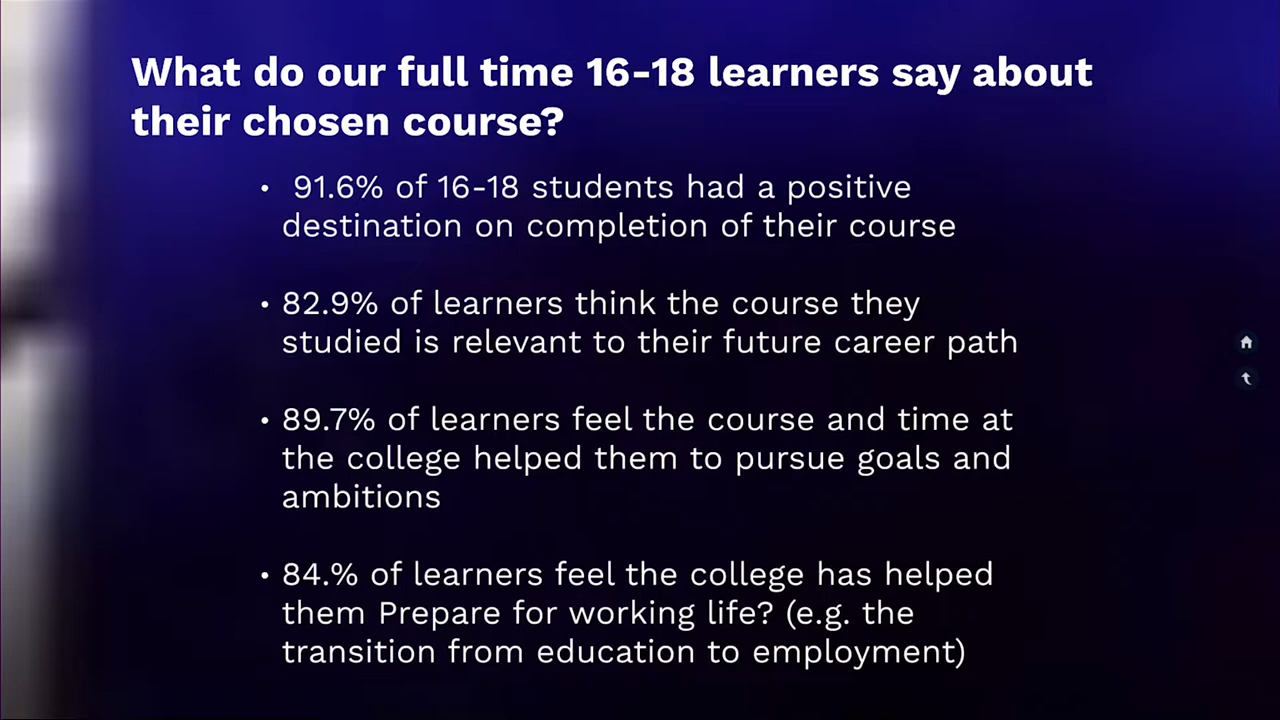 What do our full time 16-18 learners say about
their chosen course?
• 91.6% of 16-18 students had a positive
destination on completion of their course
• 82.9% of learners think the course they
studied is relevant to their future career path
• 89.7% of learners feel the course and time at
the college helped them to pursue goals and
ambitions
• 84.% of learners feel the college has helped
them Prepare for working life? (e.g. the
transition from education to employment)